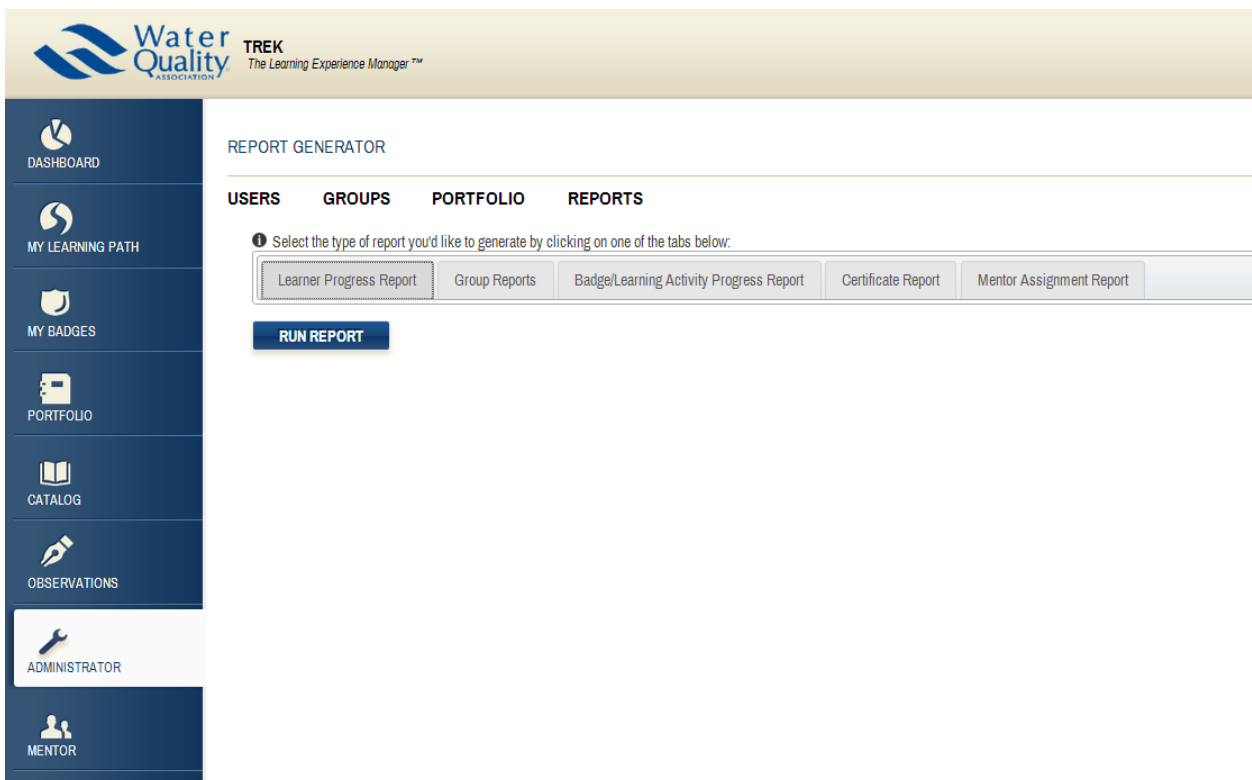 Water
Quality
ASSOCIATION
TREK
The Learning Experience Manager ™
DASHBOARD
MY LEARNING PATH
MY BADGES
PORTFOLIO
CATALOG
OBSERVATIONS
ADMINISTRATOR
MENTOR
REPORT GENERATOR
USERS GROUPS PORTFOLIO REPORTS
Select the type of report you'd like to generate by clicking on one of the tabs below:
Learner Progress Report Group Reports Badge/Learning Activity Progress Report Certificate Report Mentor Assignment Report
RUN REPORT